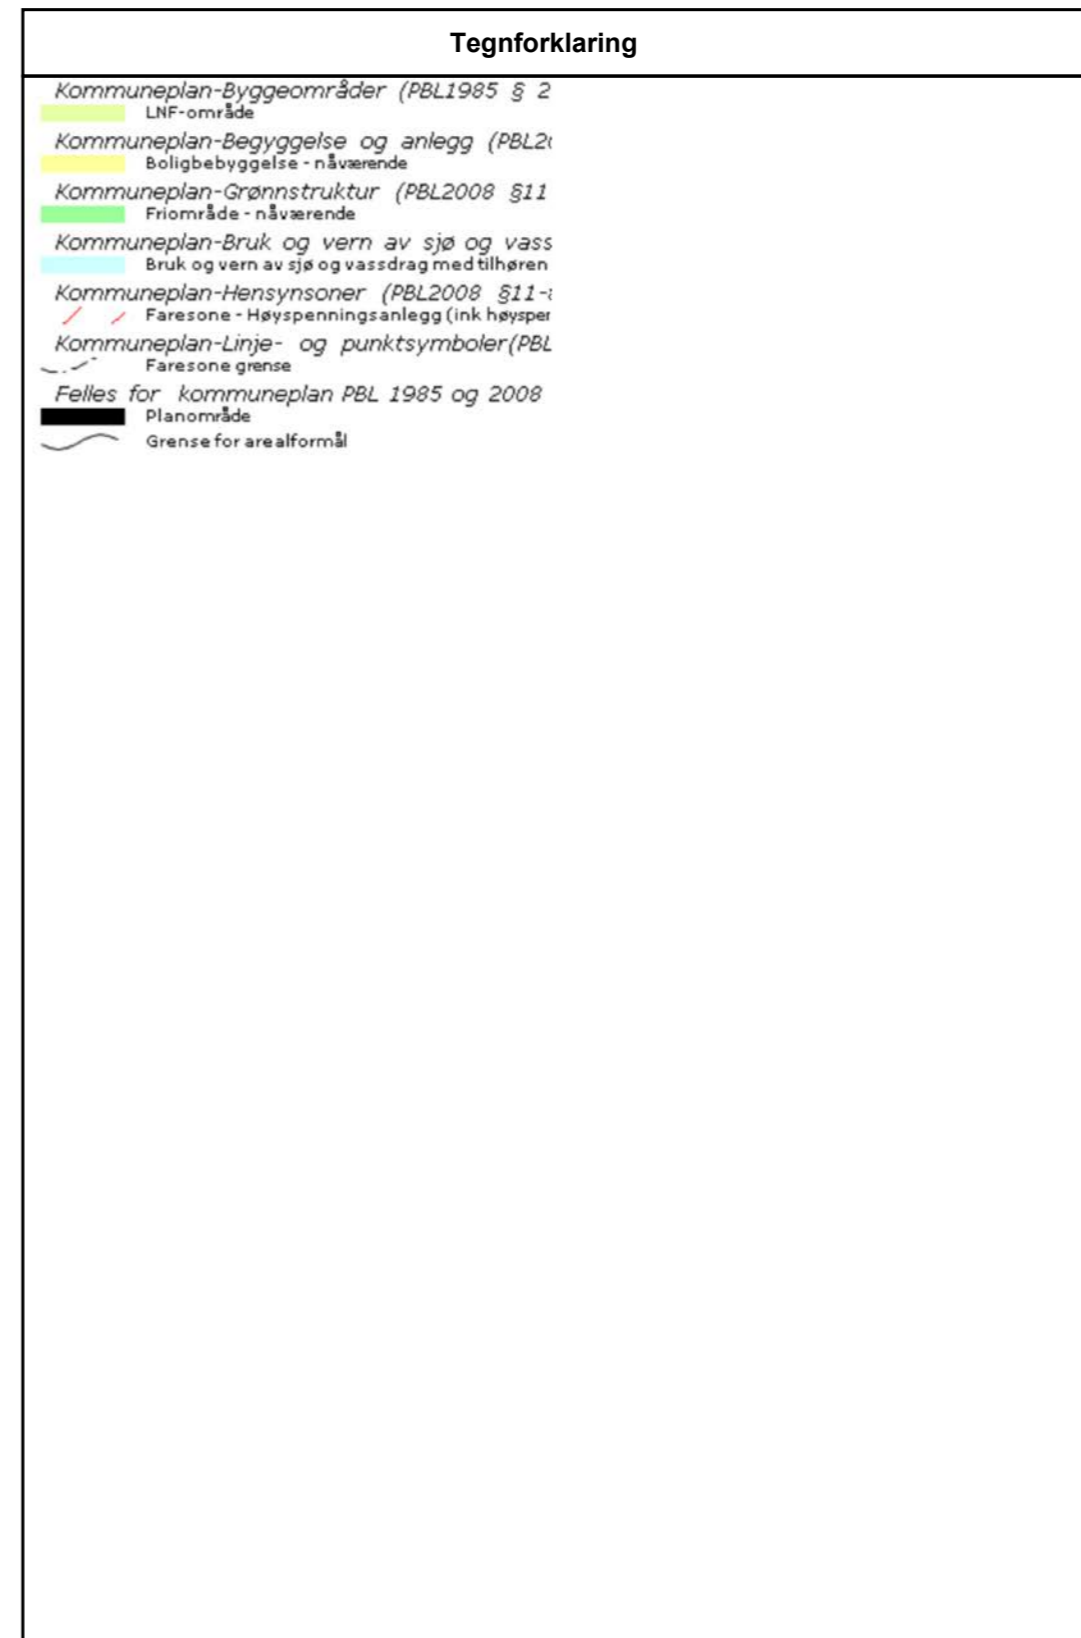 Tegnforklaring
Kommuneplan-Byggeområder (PBL1985 § 2
LNF-område
Kommuneplan-Begyggelse og anlegg (PBL20
Boligbebyggelse - nåværende
Kommuneplan-Grønnstruktur (PBL2008 §11
Friområde - nåværende
Kommuneplan-Bruk og vern av sjø og vass
Bruk og vern av sjø og vassdrag med tilhøren
Kommuneplan-Hensynsoner (PBL2008 §11-
Faresone - Høyspenningsanlegg (ink høysper
Kommuneplan-Linje- og punktsymboler(PBL
Faresone grense
Felles for kommuneplan PBL 1985 og 2008
Planområde
Grense for arealformål